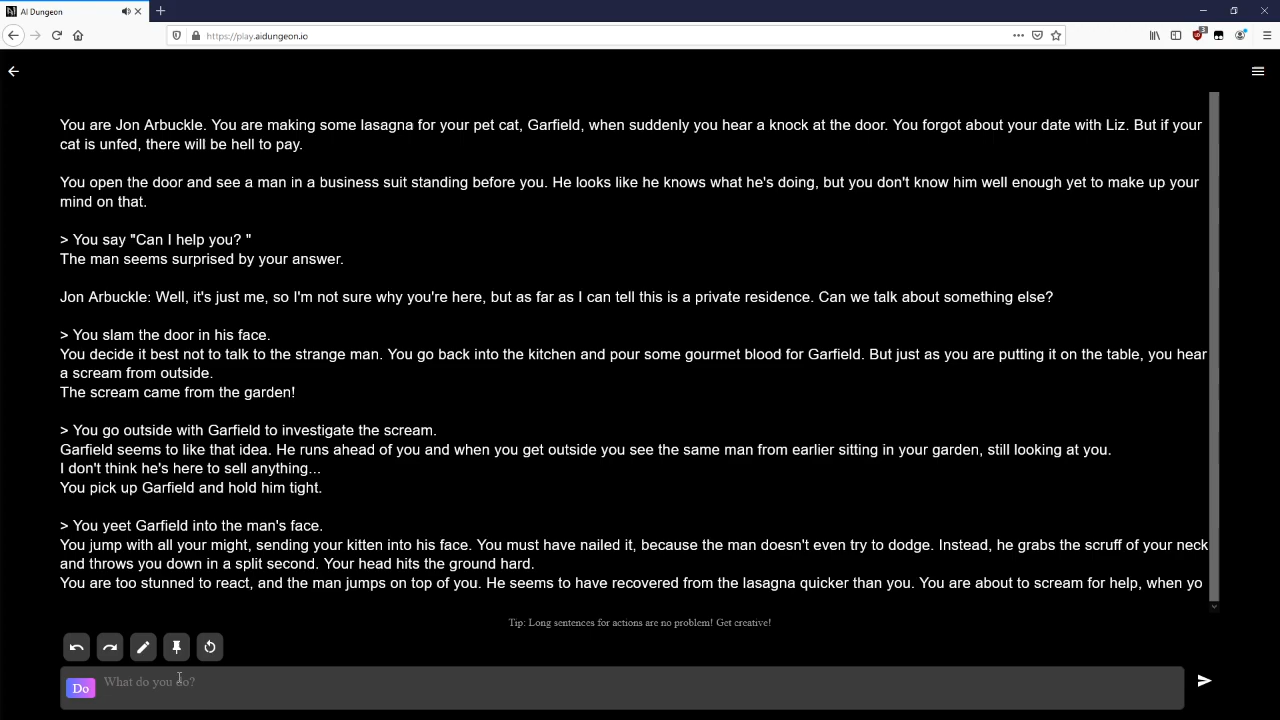 AI Dungeon
https://play.aidungeon.io
You are Jon Arbuckle. You are making some lasagna for your pet cat, Garfield, when suddenly you hear a knock at the door. You forgot about your date with Liz. But if your
cat is unfed, there will be hell to pay.
You open the door and see a man in a business suit standing before you. He looks like he knows what he's doing, but you don't know him well enough yet to make up your
mind on that.
> You say "Can I help you? "
The man seems surprised by your answer.
Jon Arbuckle: Well, it's just me, so I'm not sure why you're here, but as far as I can tell this is a private residence. Can we talk about something else?
> You slam the door in his face.
You decide it best not to talk to the strange man. You go back into the kitchen and pour some gourmet blood for Garfield. But just as you are putting it on the table, you hear
a scream from outside.
The scream came from the garden!
> You go outside with Garfield to investigate the scream.
Garfield seems to like that idea. He runs ahead of you and when you get outside you see the same man from earlier sitting in your garden, still looking at you.
I don't think he's here to sell anything...
You pick up Garfield and hold him tight.
> You yeet Garfield into the man's face.
You jump with all your might, sending your kitten into his face. You must have nailed it, because the man doesn't even try to dodge. Instead, he grabs the scruff of your neck
and throws you down in a split second. Your head hits the ground hard.
You are too stunned to react, and the man jumps on top of you. He seems to have recovered from the lasagna quicker than you. You are about to scream for help, when yo
Tip: Long sentences for actions are no problem! Get creative!
Do What do you do?